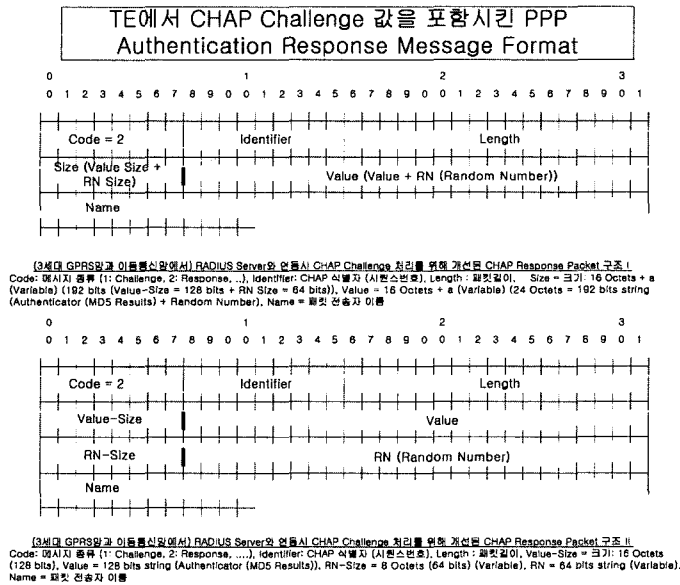 TE에서 CHAP Challenge 값을 포함시킨 PPP
Authentication Response Message Format
0 1 2 3
0 1 2 3 4 5 6 7 8 9 0 1 2 3 4 5 6 7 8 9 0 1 2 3 4 5 6 7 8 9 0 1
Code = 2 Identifier Length
Size (Value Size +
RN Size) Value (Value + RN (Random Number))
Name
(3세대 GPRS망과 이동통신망에서) RADIUS Server와 연동시 CHAP Challenge 처리를 위해 개선된 CHAP Response Packet 구조 I
Code: 메시지 종류 (1: Challenge, 2: Response, ..), Identifier: CHAP 식별자 (시퀀스번호), Length : 패킷길이, Size = 크기: 16 Octets + a
(Variable) (192 bits (Value-Size = 128 bits + RN Size = 64 bits)), Value = 16 Octets + a (Variable) (24 Octets = 192 bits string
(Authenticator (MD5 Results) + Random Number), Name = 패킷 전송자 이름
0 1 2 3
0 1 2 3 4 5 6 7 8 9 0 1 2 3 4 5 6 7 8 9 0 1 2 3 4 5 6 7 8 9 0 1
Code = 2 Identifier Length
Value-Size Value
RN-Size RN (Random Number)
Name
(3세대 GPRS망과 이동통신망에서) RADIUS Server와 연동시 CHAP Challenge 처리를 위해 개선된 CHAP Response Packet 구조 II
Code: 메시지 종류 (1: Challenge, 2: Response, ....), Identifier: CHAP 식별자 (시퀀스번호), Length : 패킷길이, Value-Size = 크기: 16 Octets
(128 bits), Value = 128 bits string (Authenticator (MD5 Results)), RN-Size = 8 Octets (64 bits) (Variable), RN = 64 bits string (Variable),
Name = 패킷 전송자 이름